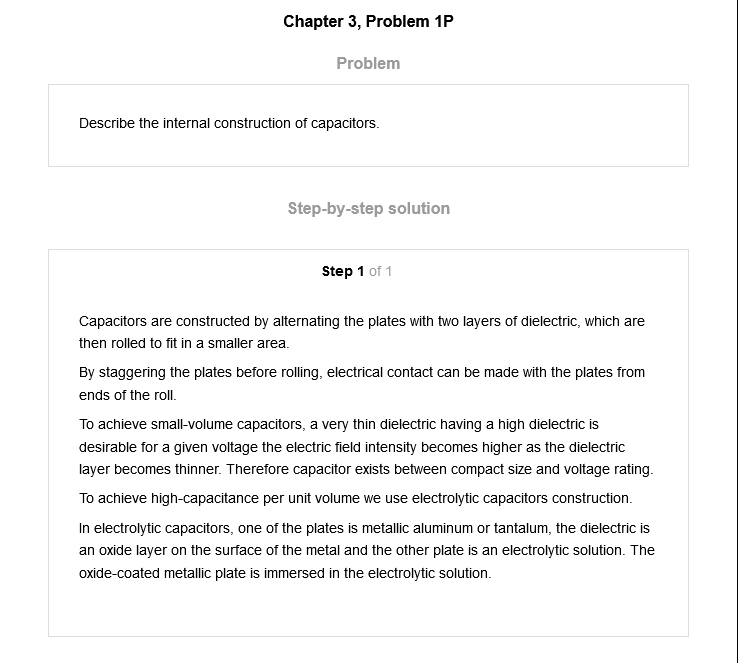 Chapter 3, Problem 1P
Problem
Describe the internal construction of capacitors.
Step-by-step solution
Step 1 of 1
Capacitors are constructed by alternating the plates with two layers of dielectric, which are
then rolled to fit in a smaller area.
By staggering the plates before rolling, electrical contact can be made with the plates from
ends of the roll.
To achieve small-volume capacitors, a very thin dielectric having a high dielectric is
desirable for a given voltage the electric field intensity becomes higher as the dielectric
layer becomes thinner. Therefore capacitor exists between compact size and voltage rating.
To achieve high-capacitance per unit volume we use electrolytic capacitors construction.
In electrolytic capacitors, one of the plates is metallic aluminum or tantalum, the dielectric is
an oxide layer on the surface of the metal and the other plate is an electrolytic solution. The
oxide-coated metallic plate is immersed in the electrolytic solution.